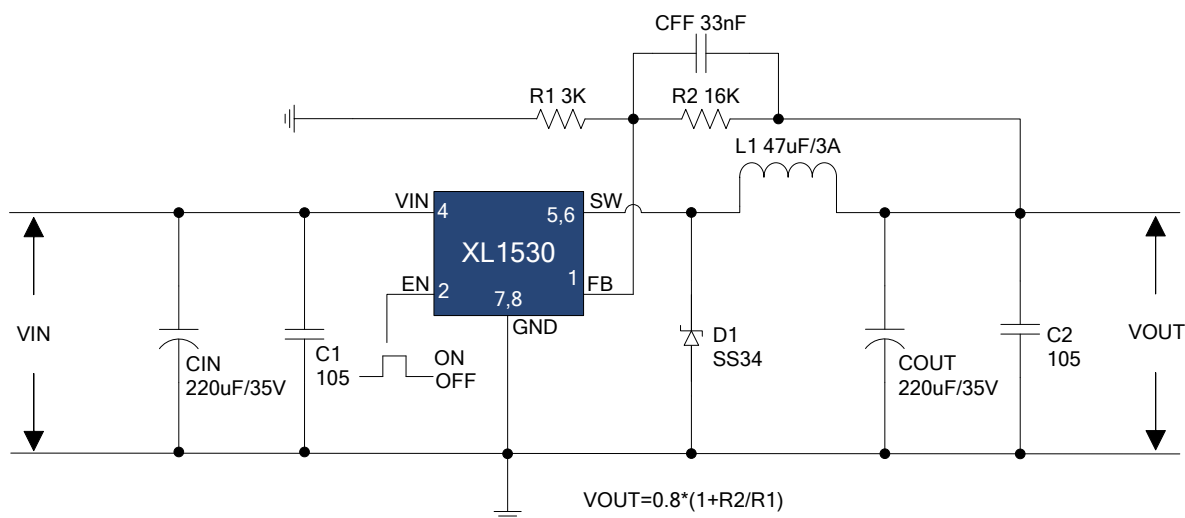 CFF 33nF
R1 3K
R2 16K
L1 47uF/3A
VIN
4
5,6
SW
XL1530
EN
2
7,8
1
FB
GND
VIN
CIN
220uF/35V
C1
105
ON
OFF
D1
SS34
COUT
220uF/35V
C2
105
VOUT
VOUT=0.8*(1+R2/R1)